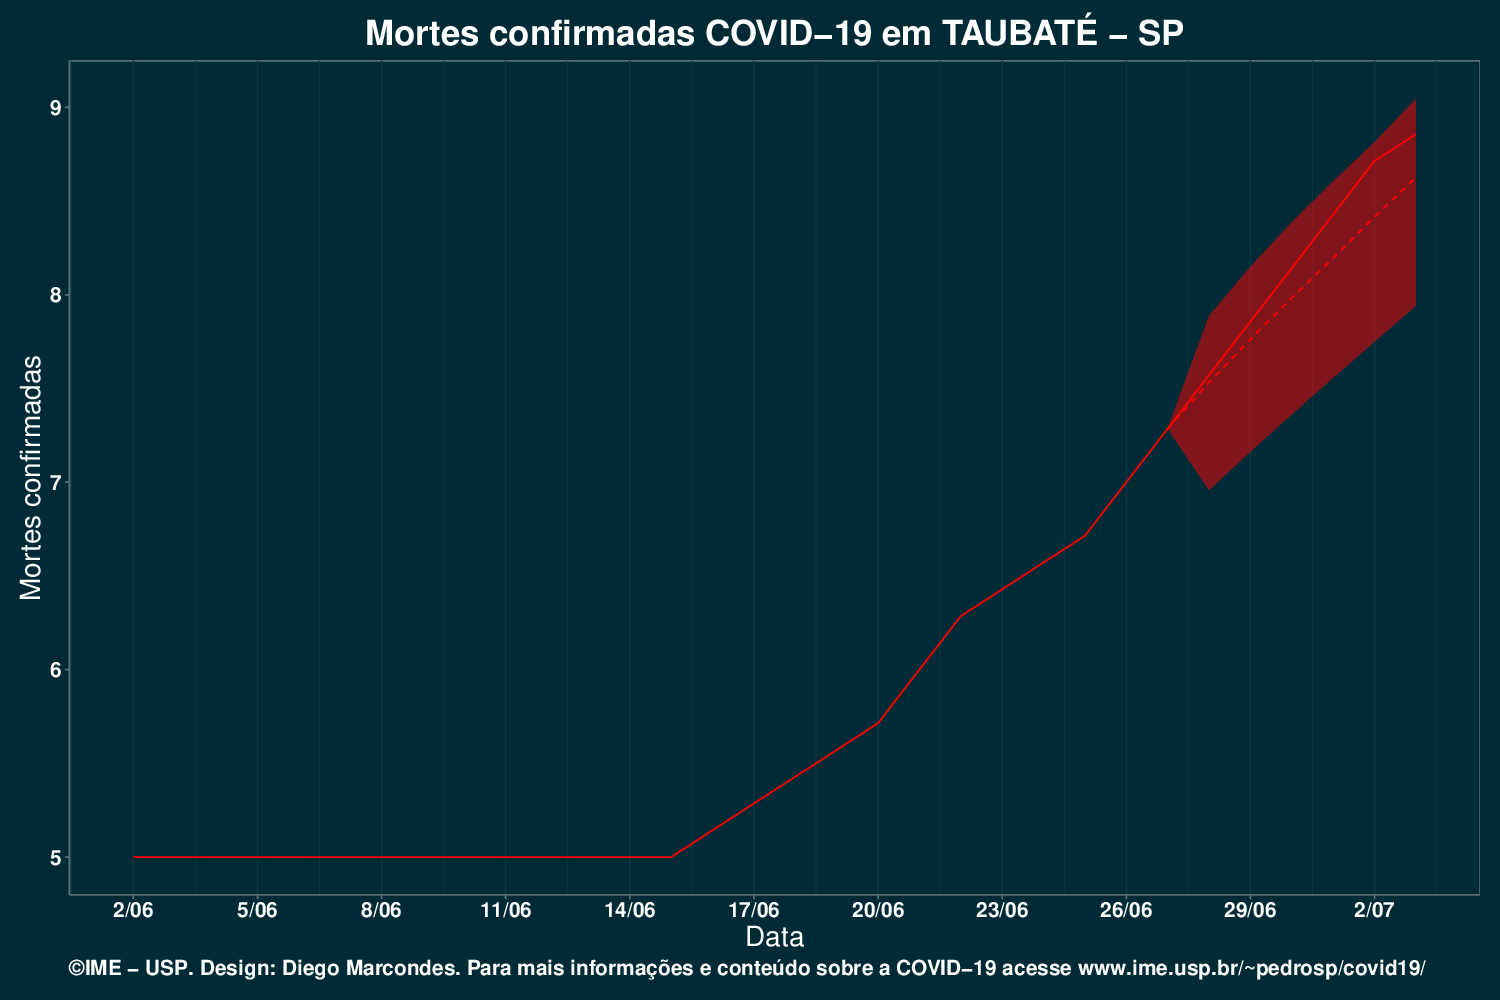 Mortes confirmadas COVID−19 em TAUBATÉ − SP
Mortes confirmadas
9
8
7
6
5
2/06 5/06 8/06 11/06 14/06 17/06 20/06 23/06 26/06 29/06 2/07
Data
©IME − USP. Design: Diego Marcondes. Para mais informações e conteúdo sobre a COVID−19 acesse www.ime.usp.br/~pedrosp/covid19/